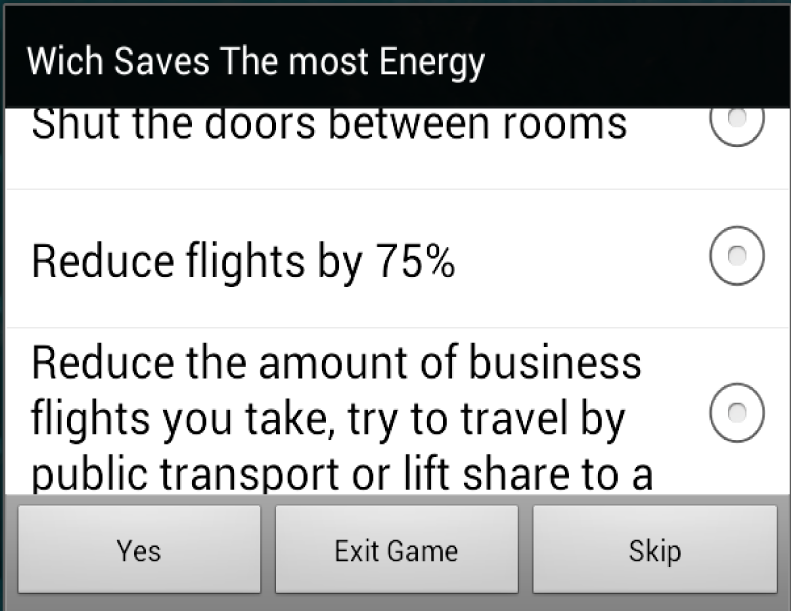 Wich Saves The most Energy
Shut the doors between rooms
Reduce flights by 75%
Reduce the amount of business
flights you take, try to travel by
public transport or lift share to a
Yes
Exit Game
Skip